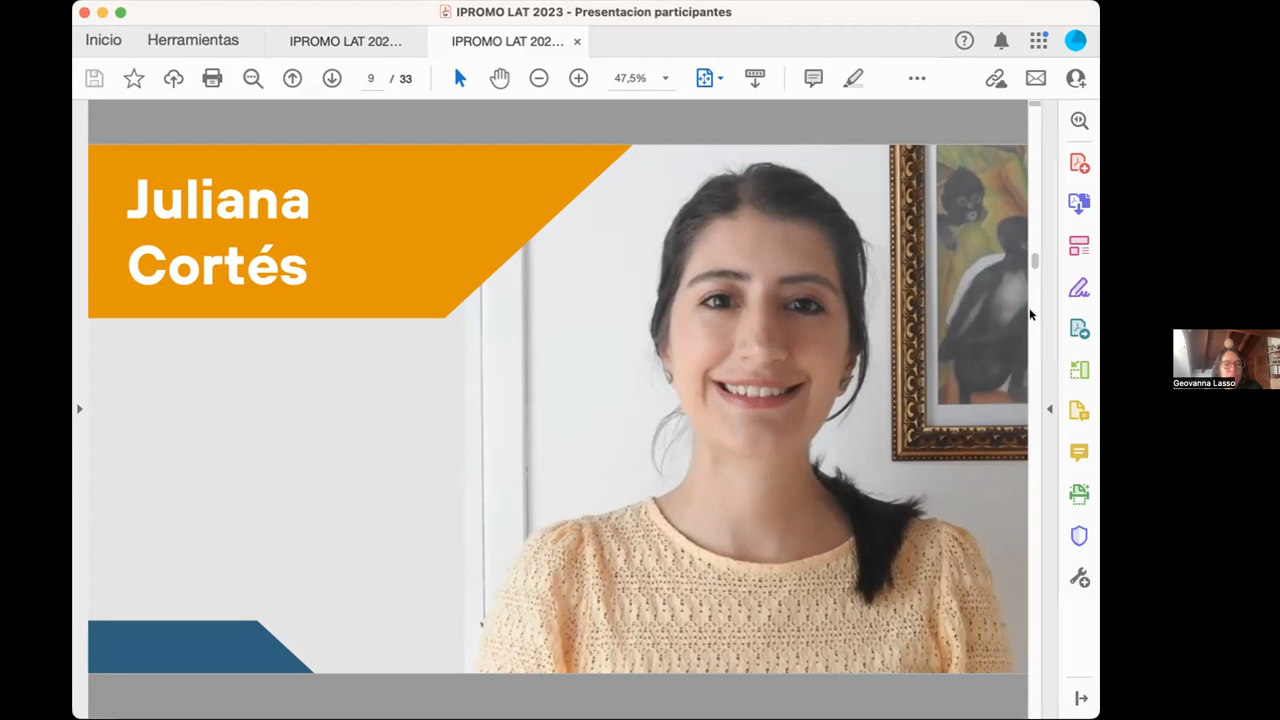 IPROMO LAT 2023 - Presentacion participantes
Inicio
Herramientas
IPROMO LAT 202...
IPROMO LAT 202...
9 / 33
47,5%
Juliana
Cortés
Geovanna Lasso